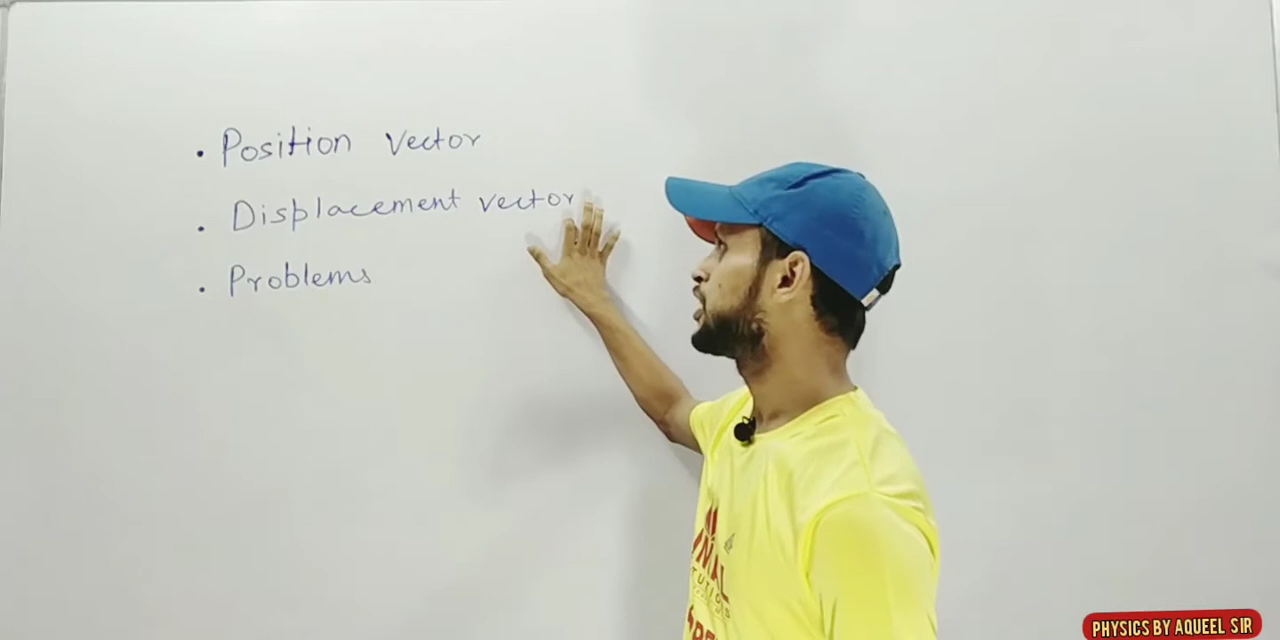 . Position Vector
. Displacement vector
. Problems
PHYSICS BY AQUEEL SIR